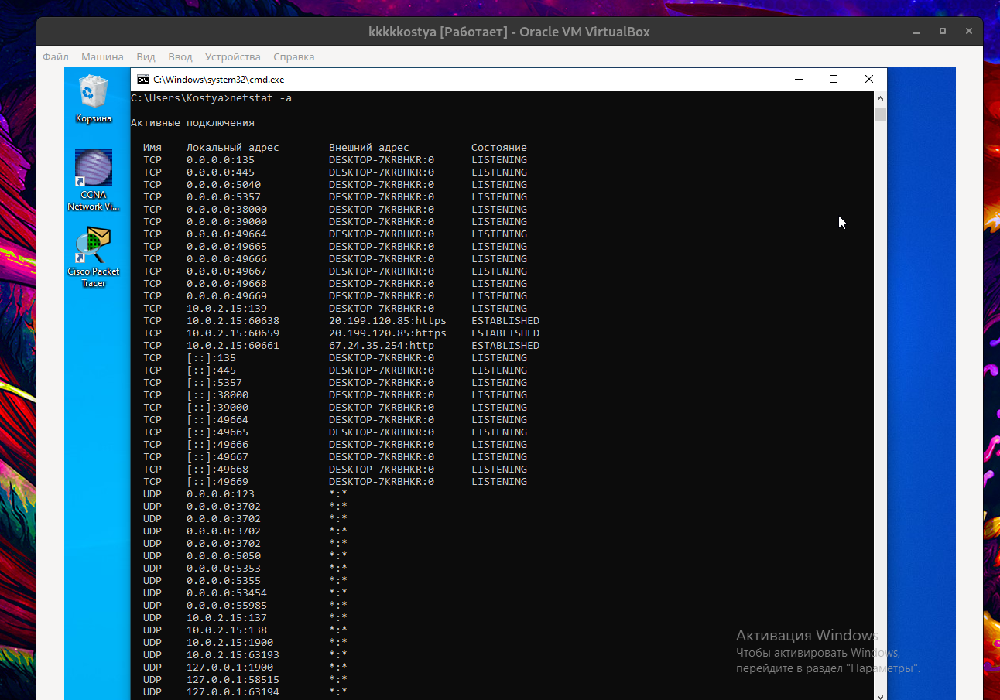 kkkkkostya [Работает] - Oracle VM VirtualBox
Файл Машина Вид Ввод Устройства Справка
C:\Windows\system32\cmd.exe
Корзина
CCNA
Network Vi...
Cisco Packet
Tracer
C:\Users\Kostya>netstat -a
Активные подключения
Имя Локальный адрес Внешний адрес Состояние
TCP 0.0.0.0:135 DESKTOP-7KRBHKR:0 LISTENING
TCP 0.0.0.0:445 DESKTOP-7KRBHKR:0 LISTENING
TCP 0.0.0.0:5040 DESKTOP-7KRBHKR:0 LISTENING
TCP 0.0.0.0:5357 DESKTOP-7KRBHKR:0 LISTENING
TCP 0.0.0.0:38000 DESKTOP-7KRBHKR:0 LISTENING
TCP 0.0.0.0:39000 DESKTOP-7KRBHKR:0 LISTENING
TCP 0.0.0.0:49664 DESKTOP-7KRBHKR:0 LISTENING
TCP 0.0.0.0:49665 DESKTOP-7KRBHKR:0 LISTENING
TCP 0.0.0.0:49666 DESKTOP-7KRBHKR:0 LISTENING
TCP 0.0.0.0:49667 DESKTOP-7KRBHKR:0 LISTENING
TCP 0.0.0.0:49668 DESKTOP-7KRBHKR:0 LISTENING
TCP 0.0.0.0:49669 DESKTOP-7KRBHKR:0 LISTENING
TCP 10.0.2.15:139 DESKTOP-7KRBHKR:0 LISTENING
TCP 10.0.2.15:60638 20.199.120.85:https ESTABLISHED
TCP 10.0.2.15:60659 20.199.120.85:https ESTABLISHED
TCP 10.0.2.15:60661 67.24.35.254:http ESTABLISHED
TCP [::]:135 DESKTOP-7KRBHKR:0 LISTENING
TCP [::]:445 DESKTOP-7KRBHKR:0 LISTENING
TCP [::]:5357 DESKTOP-7KRBHKR:0 LISTENING
TCP [::]:38000 DESKTOP-7KRBHKR:0 LISTENING
TCP [::]:39000 DESKTOP-7KRBHKR:0 LISTENING
TCP [::]:49664 DESKTOP-7KRBHKR:0 LISTENING
TCP [::]:49665 DESKTOP-7KRBHKR:0 LISTENING
TCP [::]:49666 DESKTOP-7KRBHKR:0 LISTENING
TCP [::]:49667 DESKTOP-7KRBHKR:0 LISTENING
TCP [::]:49668 DESKTOP-7KRBHKR:0 LISTENING
TCP [::]:49669 DESKTOP-7KRBHKR:0 LISTENING
UDP 0.0.0.0:123 *:*
UDP 0.0.0.0:3702 *:*
UDP 0.0.0.0:3702 *:*
UDP 0.0.0.0:3702 *:*
UDP 0.0.0.0:3702 *:*
UDP 0.0.0.0:5050 *:*
UDP 0.0.0.0:5353 *:*
UDP 0.0.0.0:5355 *:*
UDP 0.0.0.0:53454 *:*
UDP 0.0.0.0:55985 *:*
UDP 10.0.2.15:137 *:*
UDP 10.0.2.15:138 *:*
UDP 10.0.2.15:1900 *:*
UDP 10.0.2.15:63193 *:*
UDP 127.0.0.1:1900 *:*
UDP 127.0.0.1:58515 *:*
UDP 127.0.0.1:63194 *:*
Активация Windows
Чтобы активировать Windows,
перейдите в раздел "Параметры".